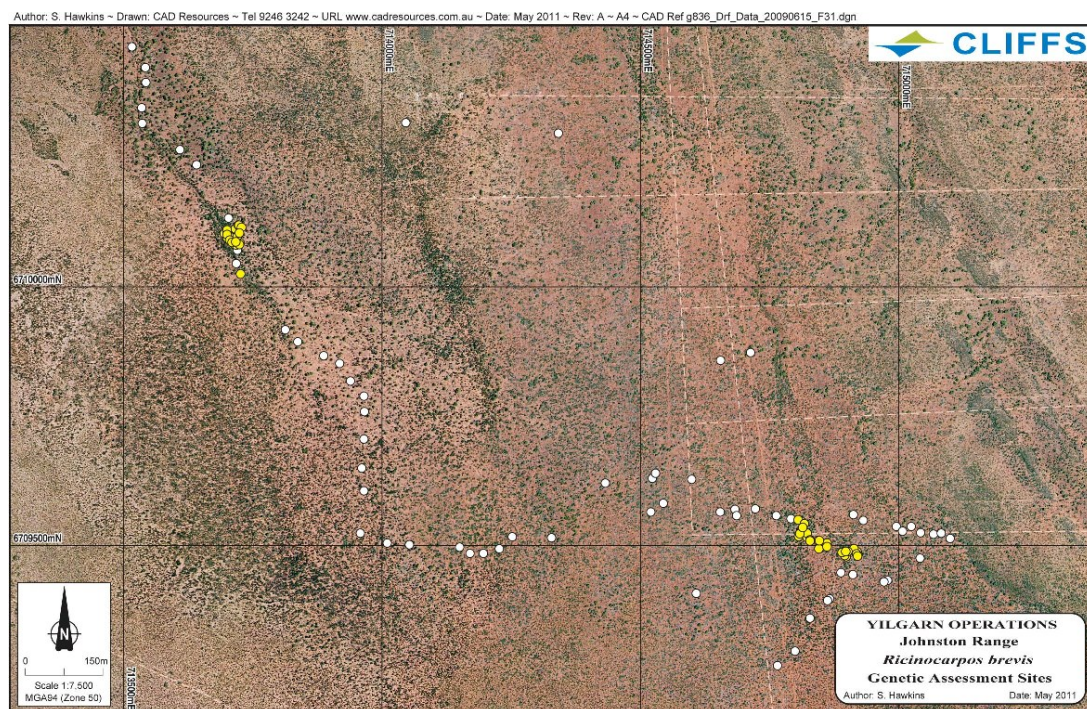 Author: S. Hawkins ~ Drawn: CAD Resources ~ Tel 9246 3242 ~ URL www.cadresources.com.au ~ Date: May 2011 ~ Rev: A ~ A4 ~ CAD Ref g836_Drf_Data_20090615_F31.dgn
CLIFFS
714000mE
714500mE
715000mE
6710000mN
6709500mN
713500mE
N
0 150m
Scale 1:7,500
MGA94 (Zone 50)
YILGARN OPERATIONS
Johnston Range
Ricinocarpos brevis
Genetic Assessment Sites
Author: S. Hawkins Date: May 2011